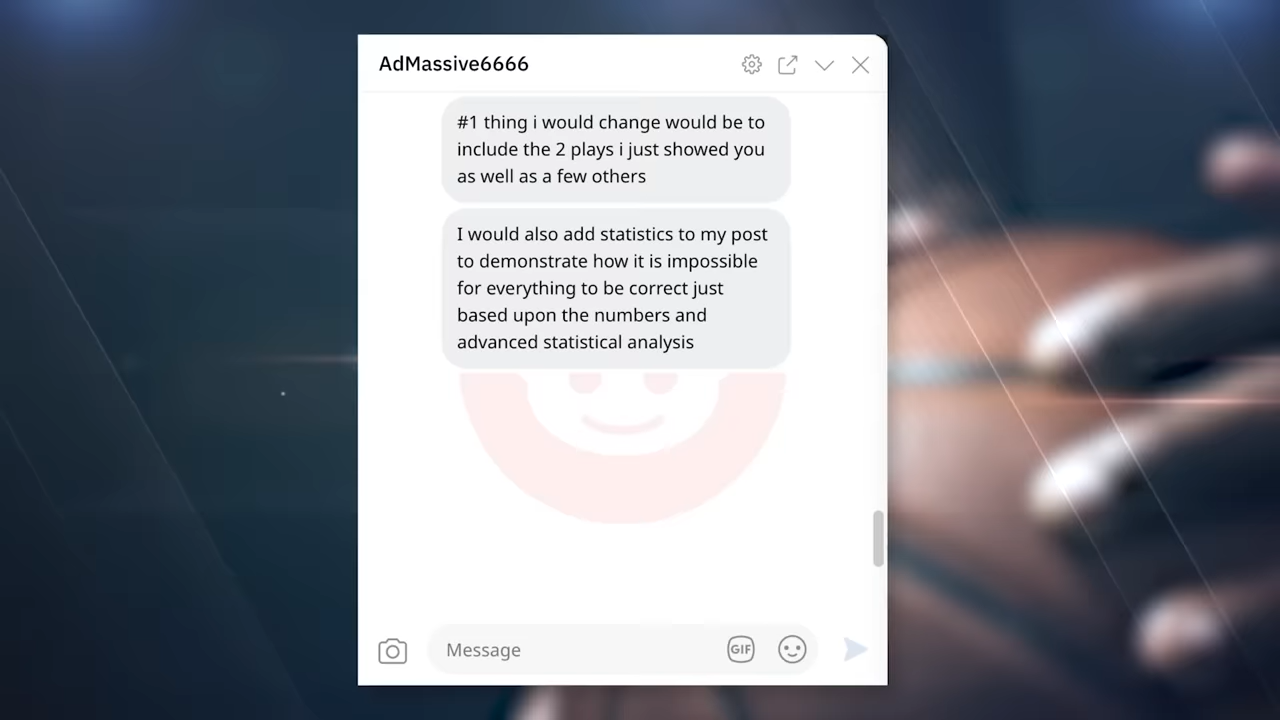 AdMassive6666
#1 thing i would change would be to
include the 2 plays i just showed you
as well as a few others
I would also add statistics to my post
to demonstrate how it is impossible
for everything to be correct just
based upon the numbers and
advanced statistical analysis
Message
GIF